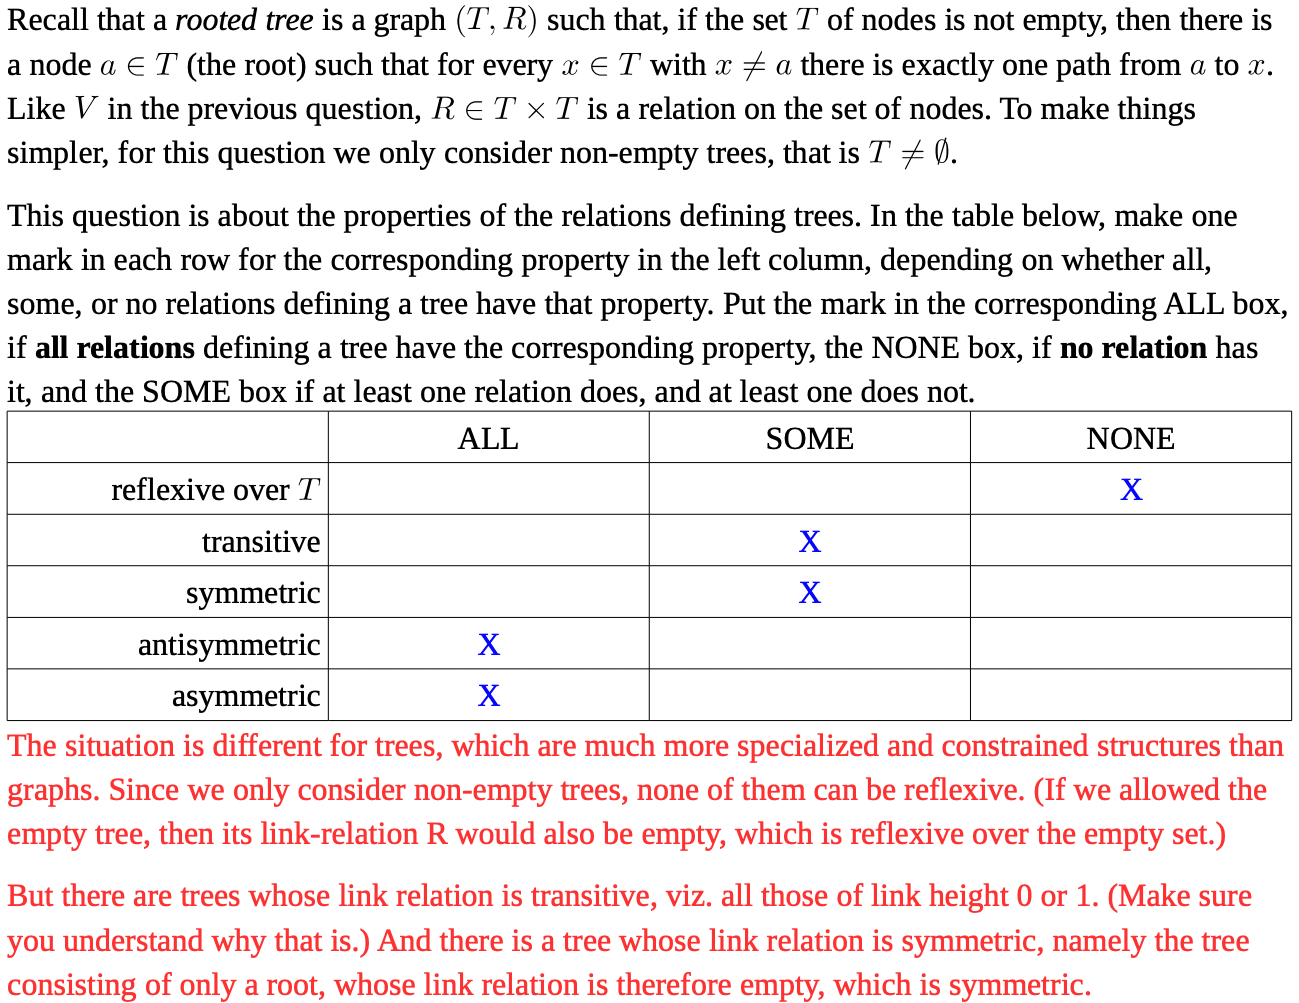 Recall that a rooted tree is a graph (T, R) such that, if the set T of nodes is not empty, then there is
a node a ∈ T (the root) such that for every x ∈ T with x ≠ a there is exactly one path from a to x.
Like V in the previous question, R ∈ T × T is a relation on the set of nodes. To make things
simpler, for this question we only consider non-empty trees, that is T ≠ ∅.
This question is about the properties of the relations defining trees. In the table below, make one
mark in each row for the corresponding property in the left column, depending on whether all,
some, or no relations defining a tree have that property. Put the mark in the corresponding ALL box,
if all relations defining a tree have the corresponding property, the NONE box, if no relation has
it, and the SOME box if at least one relation does, and at least one does not.
ALL SOME NONE
reflexive over T X
transitive X
symmetric X
antisymmetric X
asymmetric X
The situation is different for trees, which are much more specialized and constrained structures than
graphs. Since we only consider non-empty trees, none of them can be reflexive. (If we allowed the
empty tree, then its link-relation R would also be empty, which is reflexive over the empty set.)
But there are trees whose link relation is transitive, viz. all those of link height 0 or 1. (Make sure
you understand why that is.) And there is a tree whose link relation is symmetric, namely the tree
consisting of only a root, whose link relation is therefore empty, which is symmetric.